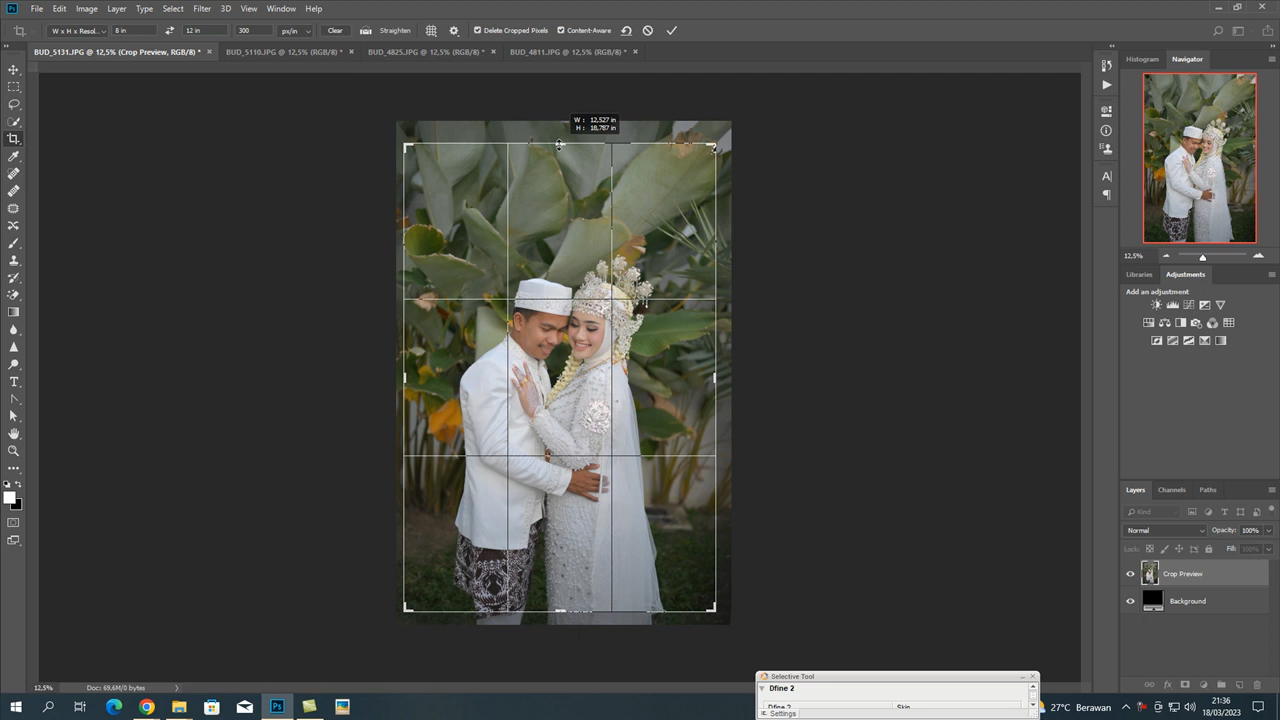 File Edit Image Layer Type Select Filter 3D View Window Help
W x H x Resol... 8 in 12 in 300 px/in Clear Straighten Delete Cropped Pixels Content-Aware
BUD_5131.JPG @ 12,5% (Crop Preview, RGB/8) * × BUD_5110.JPG @ 12,5% (RGB/8) * × BUD_4825.JPG @ 12,5% (RGB/8) * × BUD_4811.JPG @ 12,5% (RGB/8) * ×
Histogram Navigator
W : 12,527 in
H : 18,787 in
12,5%
Libraries Adjustments
Add an adjustment
Layers Channels Paths
Kind
Normal Opacity: 100%
Lock: Fill: 100%
Crop Preview
Background
12,5% Doc: 69,6M/0 bytes
Selective Tool
Dfine 2
Dfine 2 Skin
Settings
27°C Berawan 21:36
18/03/2023